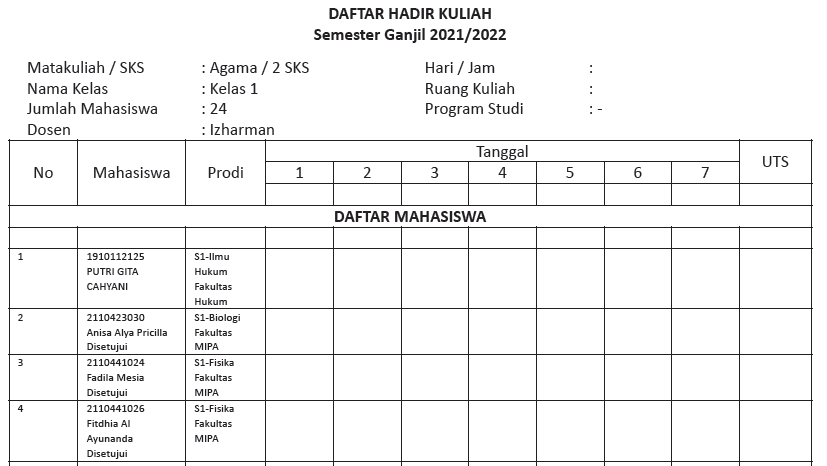 DAFTAR HADIR KULIAH
Semester Ganjil 2021/2022
Matakuliah / SKS : Agama / 2 SKS Hari / Jam :
Nama Kelas : Kelas 1 Ruang Kuliah :
Jumlah Mahasiswa : 24 Program Studi : -
Dosen : Izharman
No Mahasiswa Prodi Tanggal UTS
1 2 3 4 5 6 7
DAFTAR MAHASISWA
1 1910112125 S1-Ilmu
PUTRI GITA Hukum
CAHYANI Fakultas
Hukum
2 2110423030 S1-Biologi
Anisa Alya Pricilla Fakultas
Disetujui MIPA
3 2110441024 S1-Fisika
Fadila Mesia Fakultas
Disetujui MIPA
4 2110441026 S1-Fisika
Fitdhia Al Fakultas
Ayunanda MIPA
Disetujui